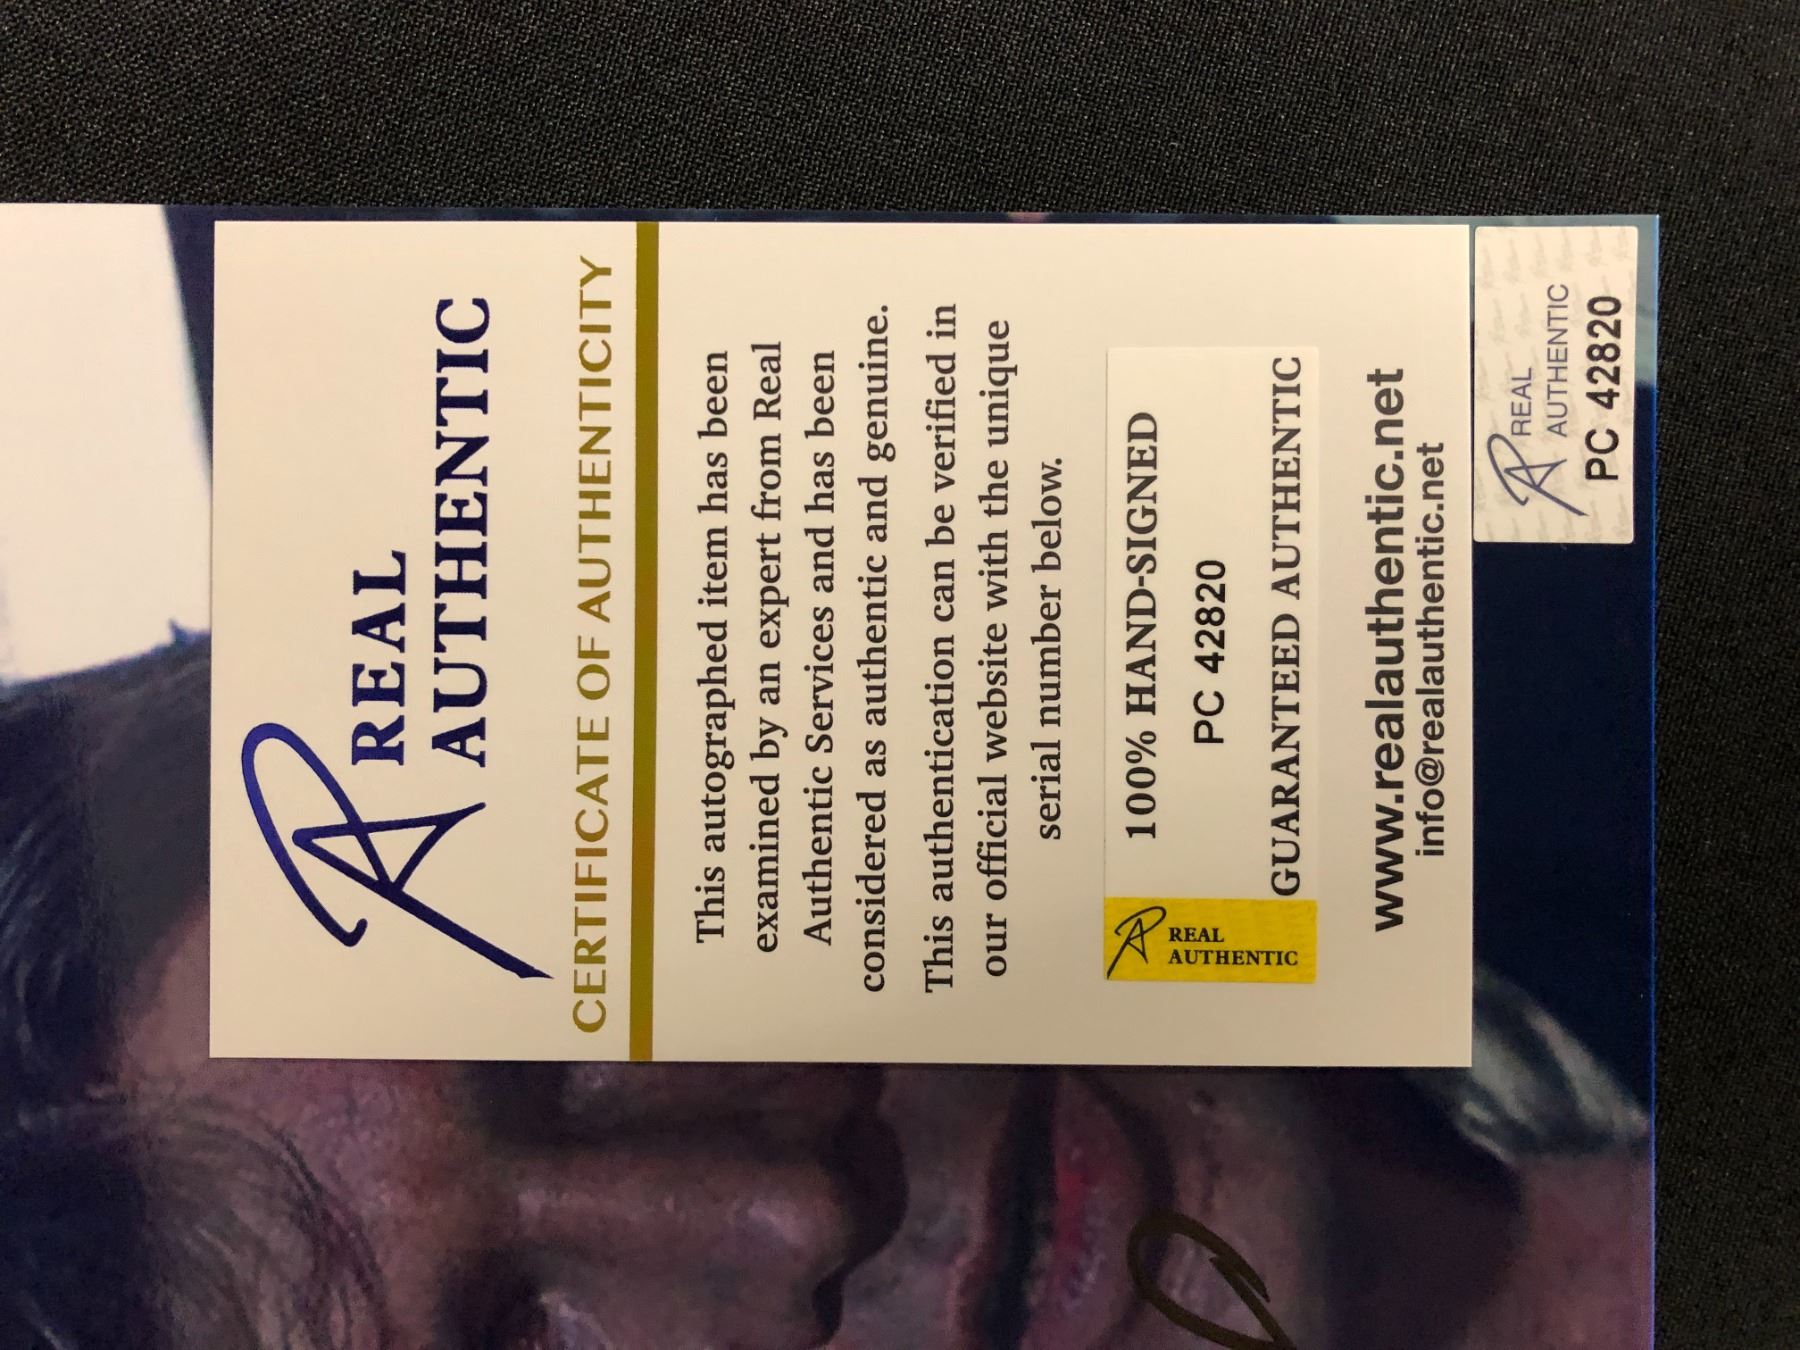 REAL
AUTHENTIC
CERTIFICATE OF AUTHENTICITY
This autographed item has been
examined by an expert from Real
Authentic Services and has been
considered as authentic and genuine.
This authentication can be verified in
our official website with the unique
serial number below.
REAL
AUTHENTIC
100% HAND-SIGNED
PC 42820
GUARANTEED AUTHENTIC
www.realauthentic.net
info@realauthentic.net
REAL
AUTHENTIC
PC 42820